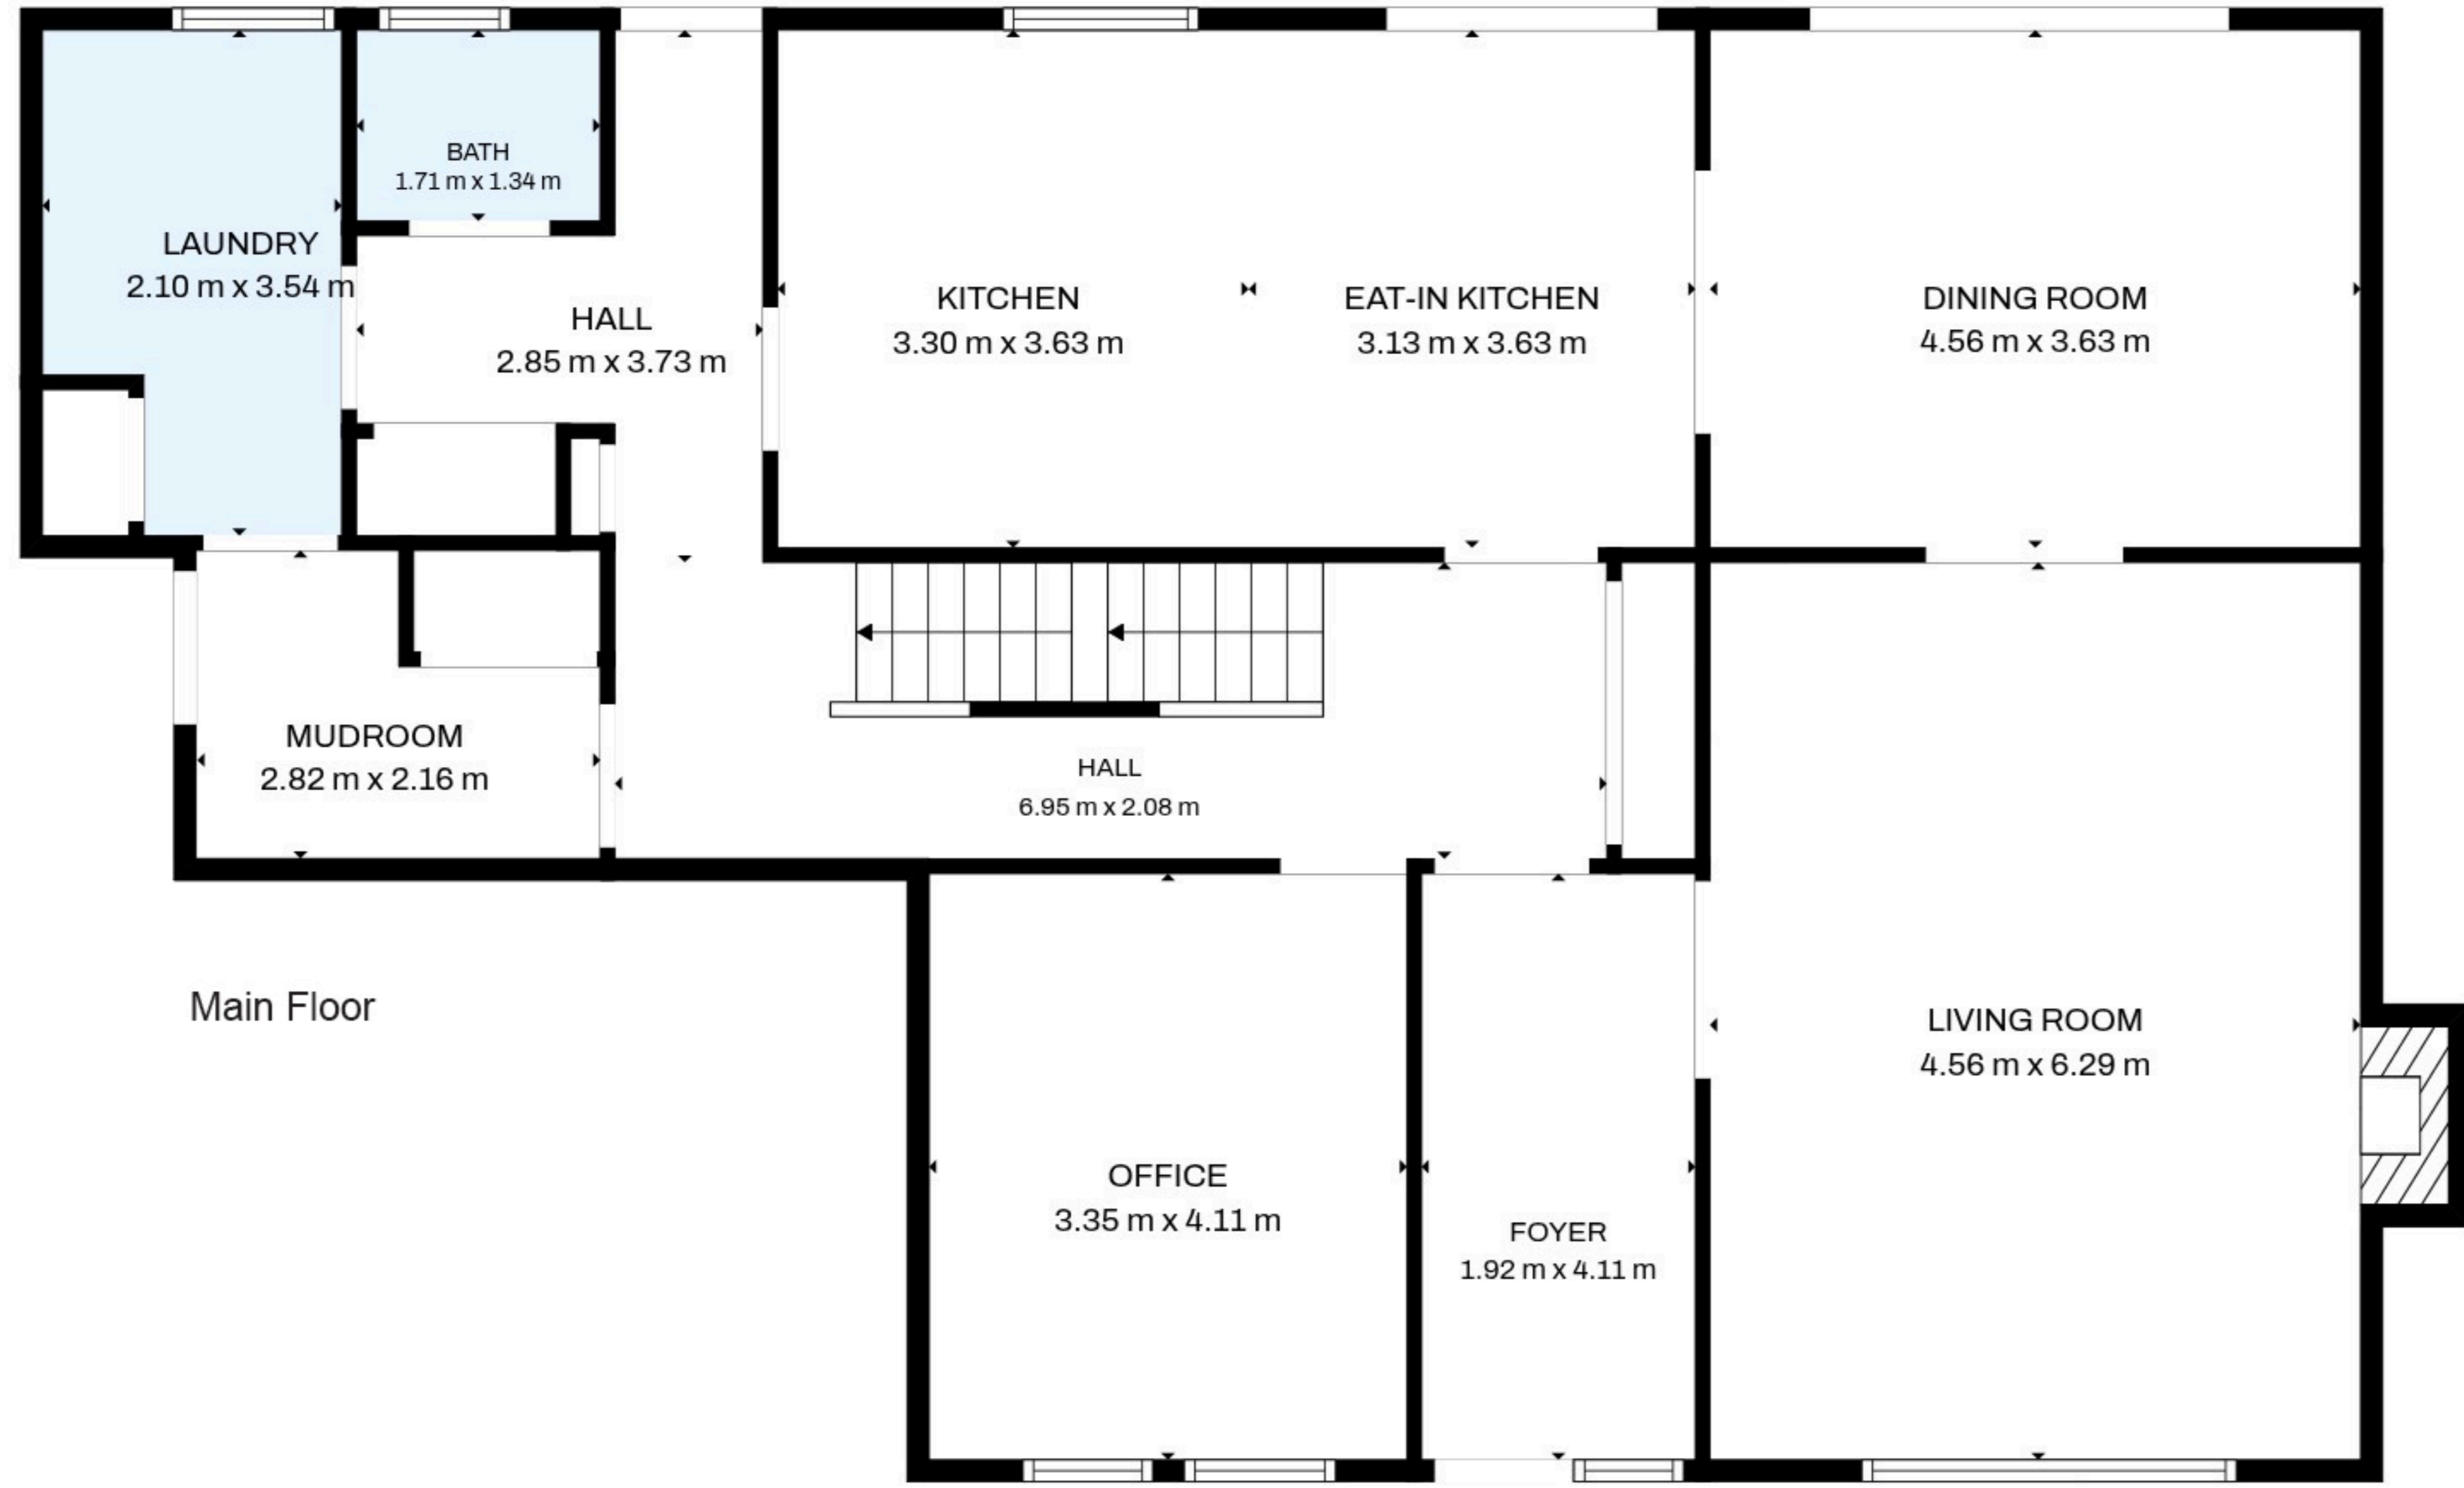 BATH
1.71 m x 1.34 m
LAUNDRY
2.10 m x 3.54 m
HALL
2.85 m x 3.73 m
KITCHEN
3.30 m x 3.63 m
EAT-IN KITCHEN
3.13 m x 3.63 m
DINING ROOM
4.56 m x 3.63 m
MUDROOM
2.82 m x 2.16 m
HALL
6.95 m x 2.08 m
Main Floor
LIVING ROOM
4.56 m x 6.29 m
OFFICE
3.35 m x 4.11 m
FOYER
1.92 m x 4.11 m